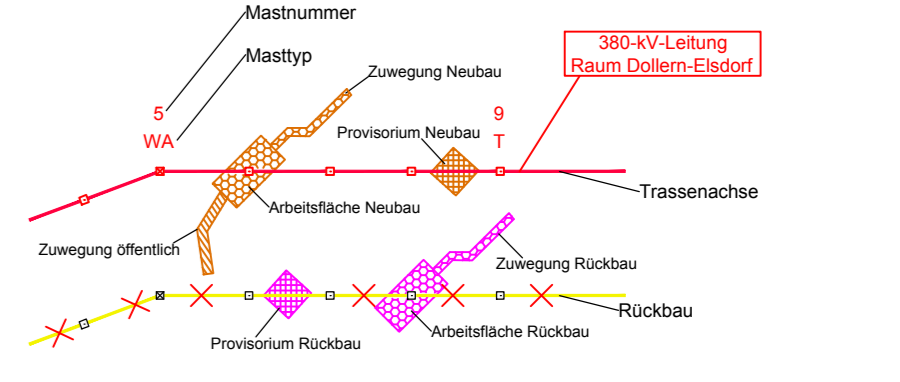 Mastnummer
380-kV-Leitung
Raum Dollern-Elsdorf
Masttyp
Zuwegung Neubau
5
9
WA
T
Provisorium Neubau
Trassenachse
Arbeitsfläche Neubau
Zuwegung öffentlich
Zuwegung Rückbau
Rückbau
Arbeitsfläche Rückbau
Provisorium Rückbau